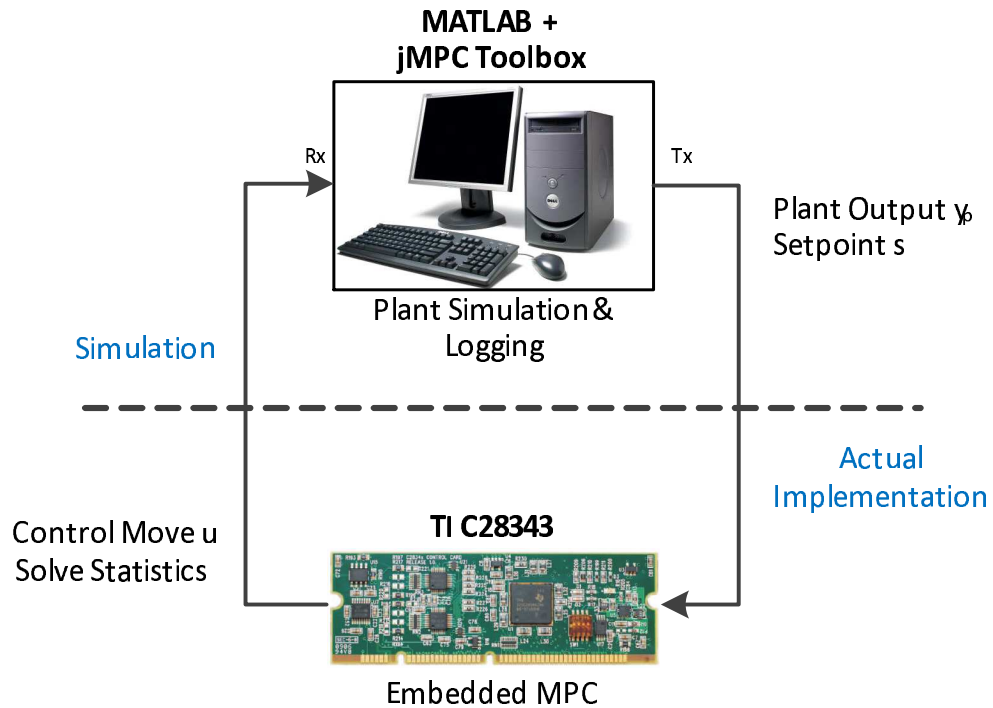 MATLAB +
jMPC Toolbox
Rx
Tx
DELL
Plant Output yp
Setpoint s
Plant Simulation &
Logging
Simulation
Actual
Implementation
Control Move u
Solve Statistics
TI C28343
Embedded MPC